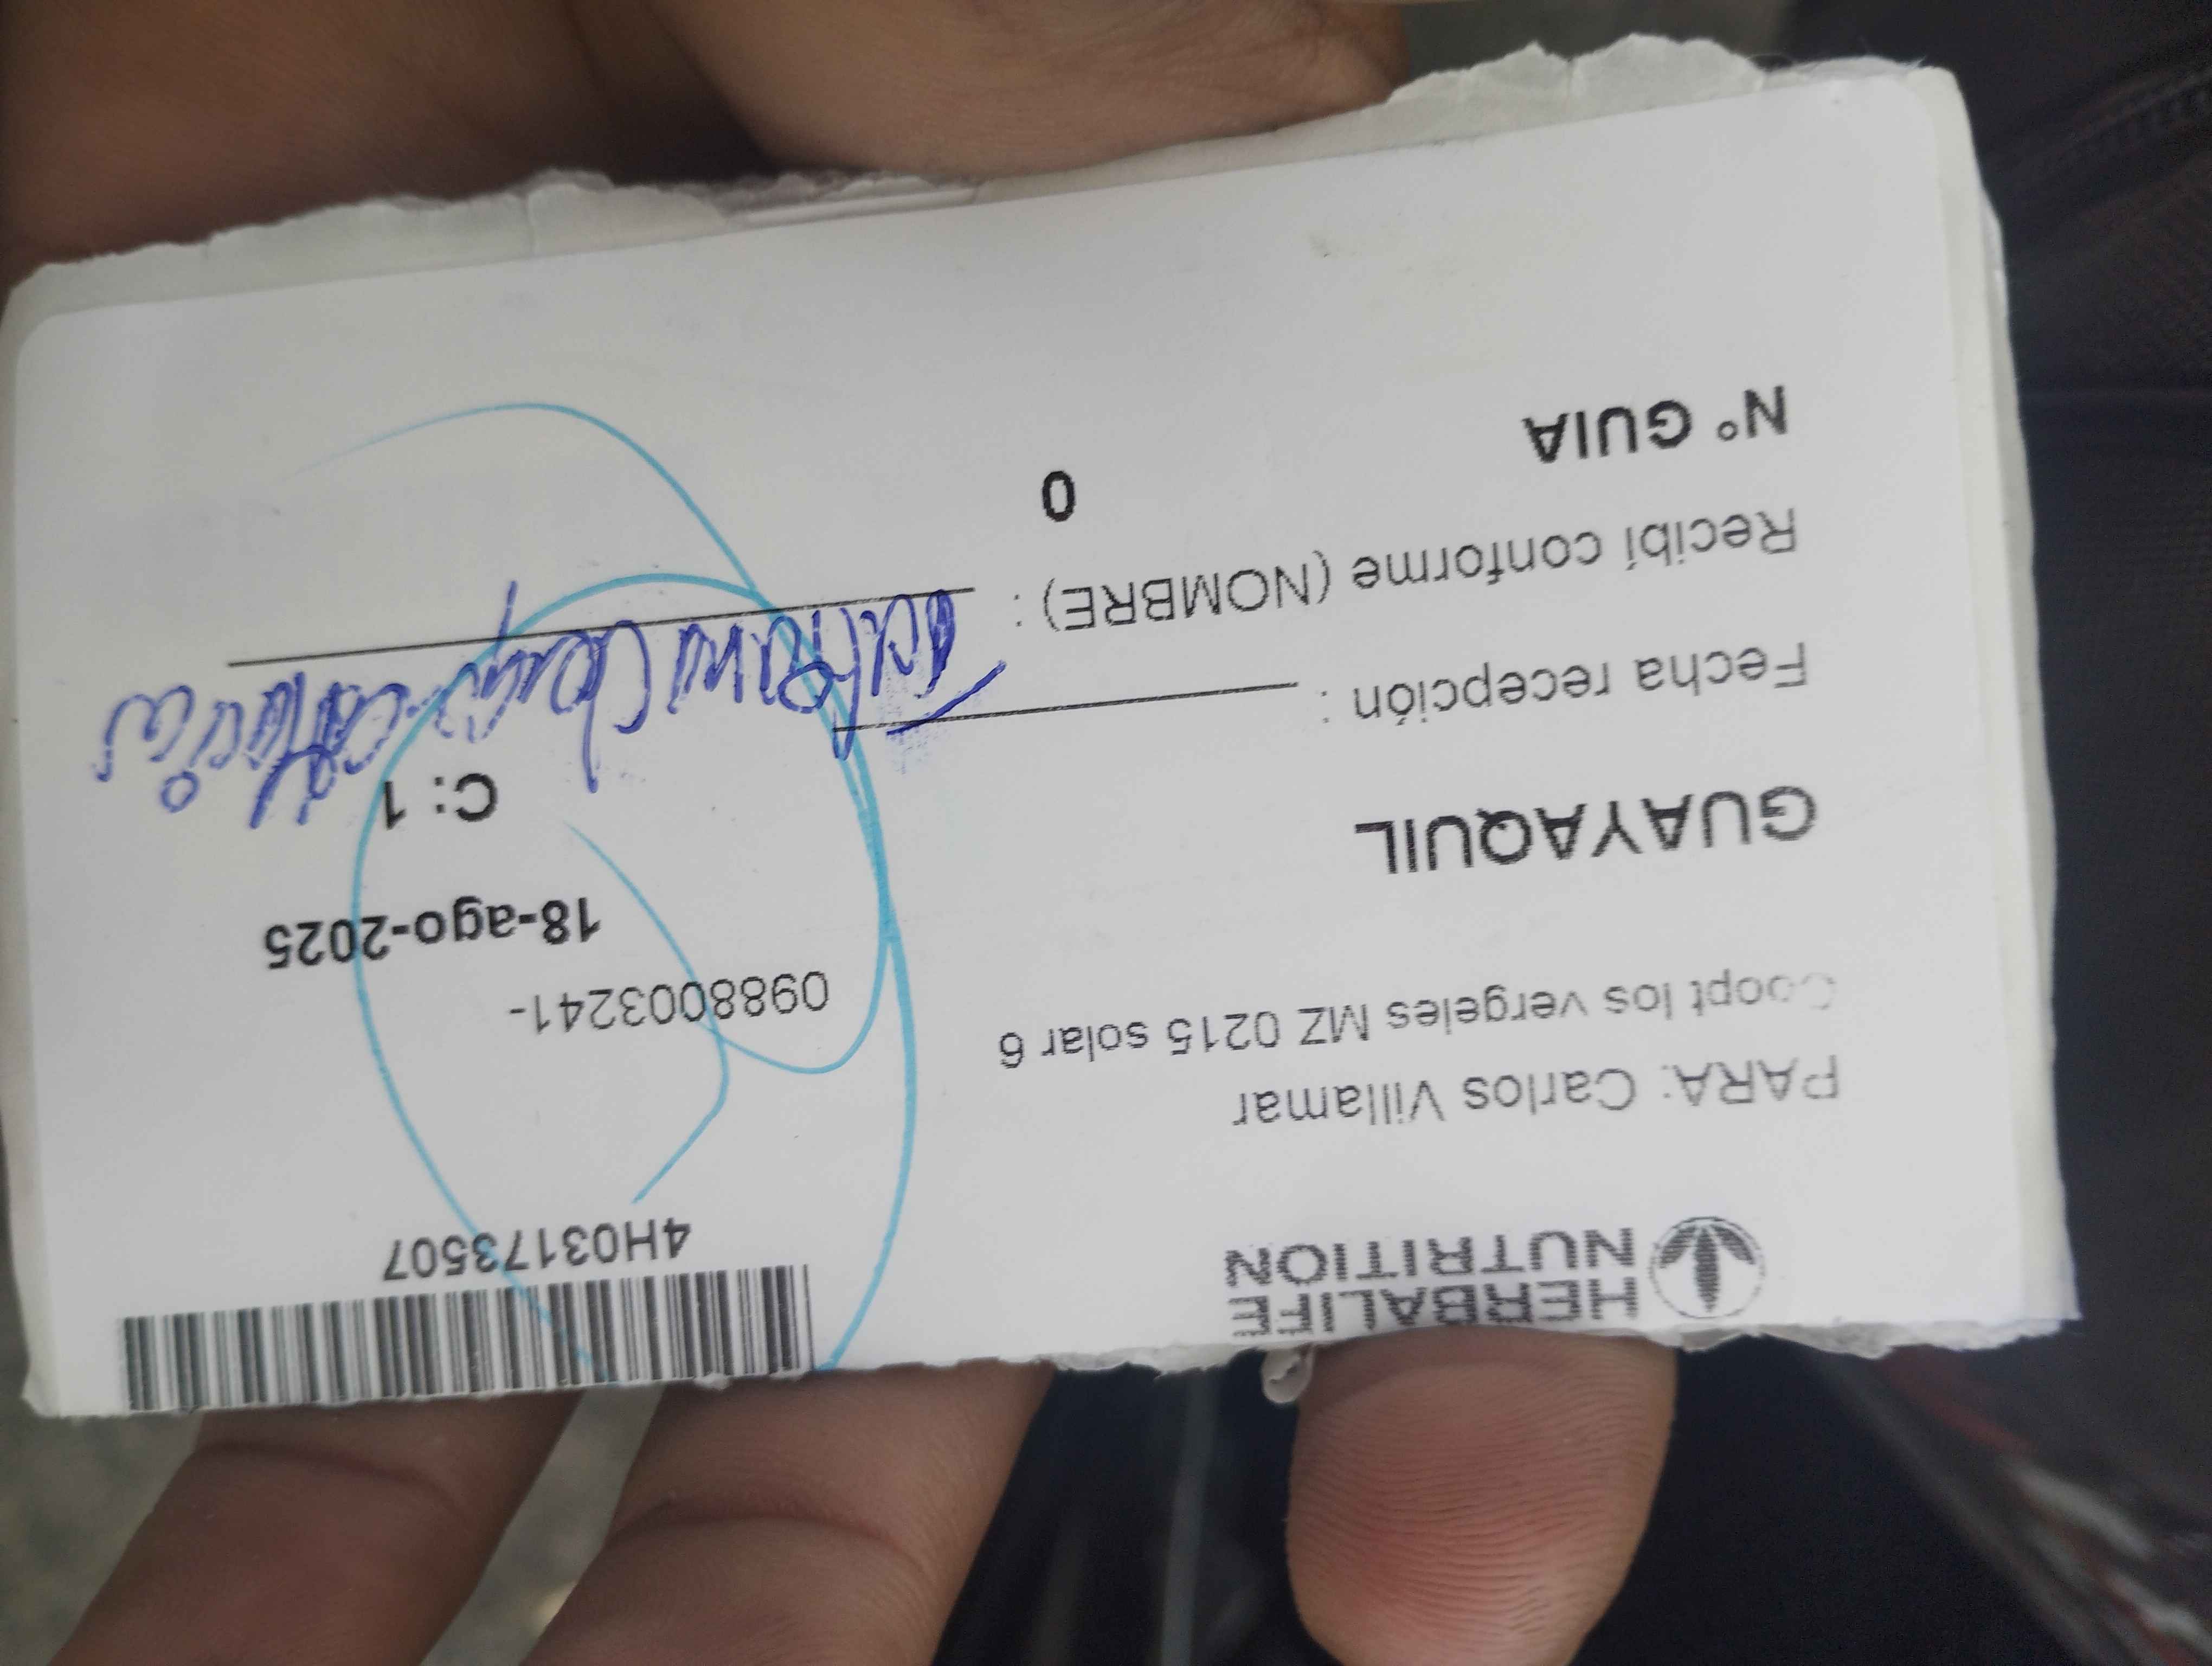 HERBALIFE
NUTRITION
4H03173507
PARA: Carlos Villamar
Coopt los vergeles MZ 0215 solar 6
0988003241-
18-ago-2025
GUAYAQUIL
C: 1
Fecha recepción :
Recibí conforme (NOMBRE) :
N° GUIA
0